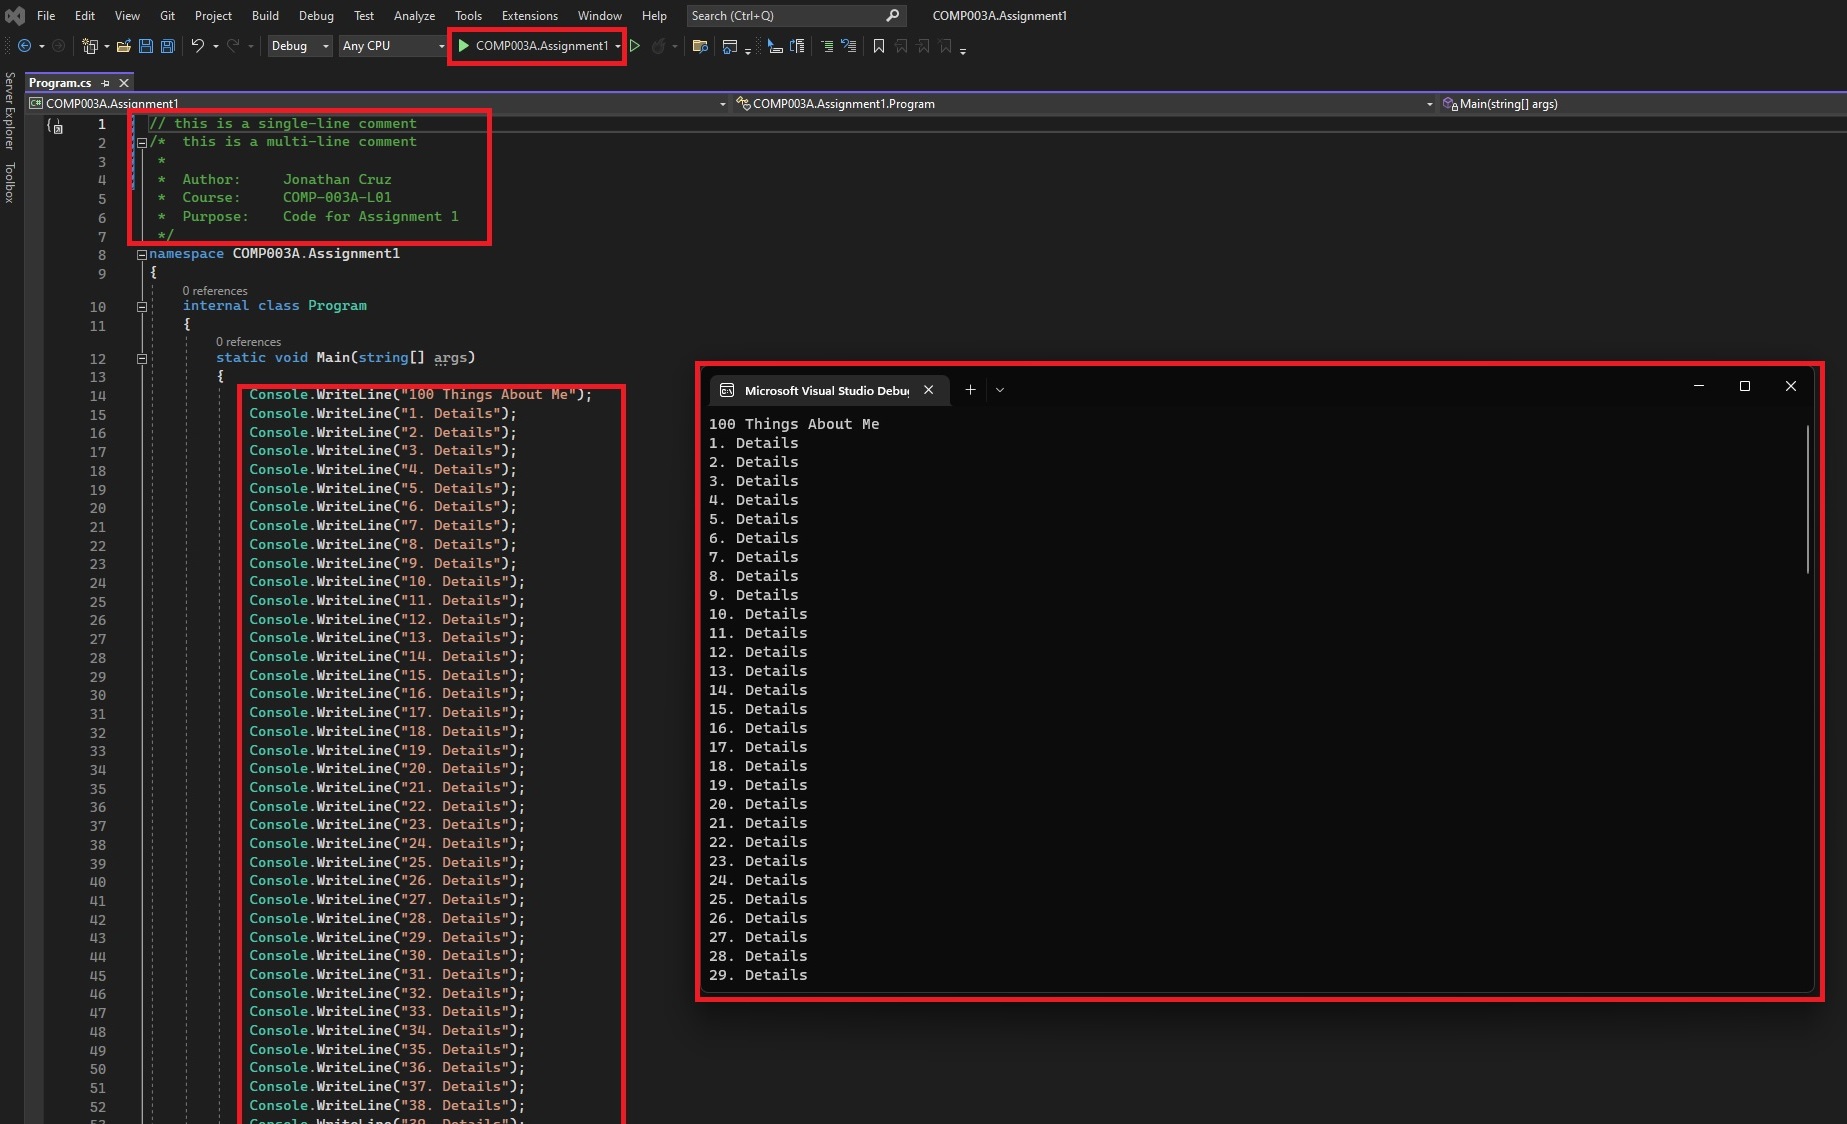 File Edit View Git Project Build Debug Test Analyze Tools Extensions Window Help Search (Ctrl+Q) COMP003A.Assignment1
Debug Any CPU COMP003A.Assignment1
Server Explorer
Toolbox
Program.cs
C# COMP003A.Assignment1 COMP003A.Assignment1.Program Main(string[] args)
1 // this is a single-line comment
2 /* this is a multi-line comment
3 *
4 * Author: Jonathan Cruz
5 * Course: COMP-003A-L01
6 * Purpose: Code for Assignment 1
7 */
8 namespace COMP003A.Assignment1
9 {
0 references
10 internal class Program
11 {
0 references
12 static void Main(string[] args)
13 {
14 Console.WriteLine("100 Things About Me");
15 Console.WriteLine("1. Details");
16 Console.WriteLine("2. Details");
17 Console.WriteLine("3. Details");
18 Console.WriteLine("4. Details");
19 Console.WriteLine("5. Details");
20 Console.WriteLine("6. Details");
21 Console.WriteLine("7. Details");
22 Console.WriteLine("8. Details");
23 Console.WriteLine("9. Details");
24 Console.WriteLine("10. Details");
25 Console.WriteLine("11. Details");
26 Console.WriteLine("12. Details");
27 Console.WriteLine("13. Details");
28 Console.WriteLine("14. Details");
29 Console.WriteLine("15. Details");
30 Console.WriteLine("16. Details");
31 Console.WriteLine("17. Details");
32 Console.WriteLine("18. Details");
33 Console.WriteLine("19. Details");
34 Console.WriteLine("20. Details");
35 Console.WriteLine("21. Details");
36 Console.WriteLine("22. Details");
37 Console.WriteLine("23. Details");
38 Console.WriteLine("24. Details");
39 Console.WriteLine("25. Details");
40 Console.WriteLine("26. Details");
41 Console.WriteLine("27. Details");
42 Console.WriteLine("28. Details");
43 Console.WriteLine("29. Details");
44 Console.WriteLine("30. Details");
45 Console.WriteLine("31. Details");
46 Console.WriteLine("32. Details");
47 Console.WriteLine("33. Details");
48 Console.WriteLine("34. Details");
49 Console.WriteLine("35. Details");
50 Console.WriteLine("36. Details");
51 Console.WriteLine("37. Details");
52 Console.WriteLine("38. Details");
Microsoft Visual Studio Debug
100 Things About Me
1. Details
2. Details
3. Details
4. Details
5. Details
6. Details
7. Details
8. Details
9. Details
10. Details
11. Details
12. Details
13. Details
14. Details
15. Details
16. Details
17. Details
18. Details
19. Details
20. Details
21. Details
22. Details
23. Details
24. Details
25. Details
26. Details
27. Details
28. Details
29. Details